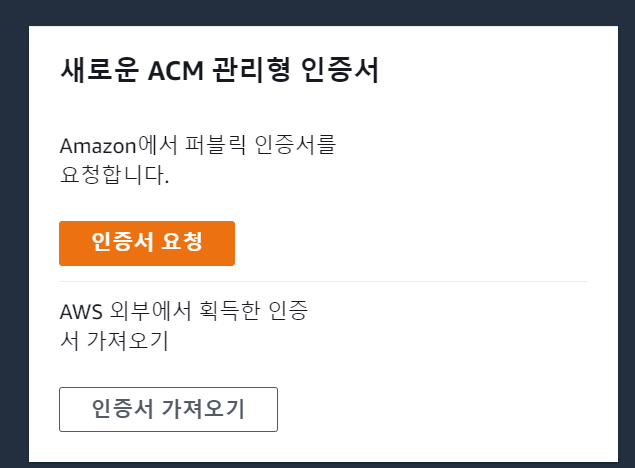 새로운 ACM 관리형 인증서
Amazon에서 퍼블릭 인증서를
요청합니다.
인증서 요청
AWS 외부에서 획득한 인증
서 가져오기
인증서 가져오기